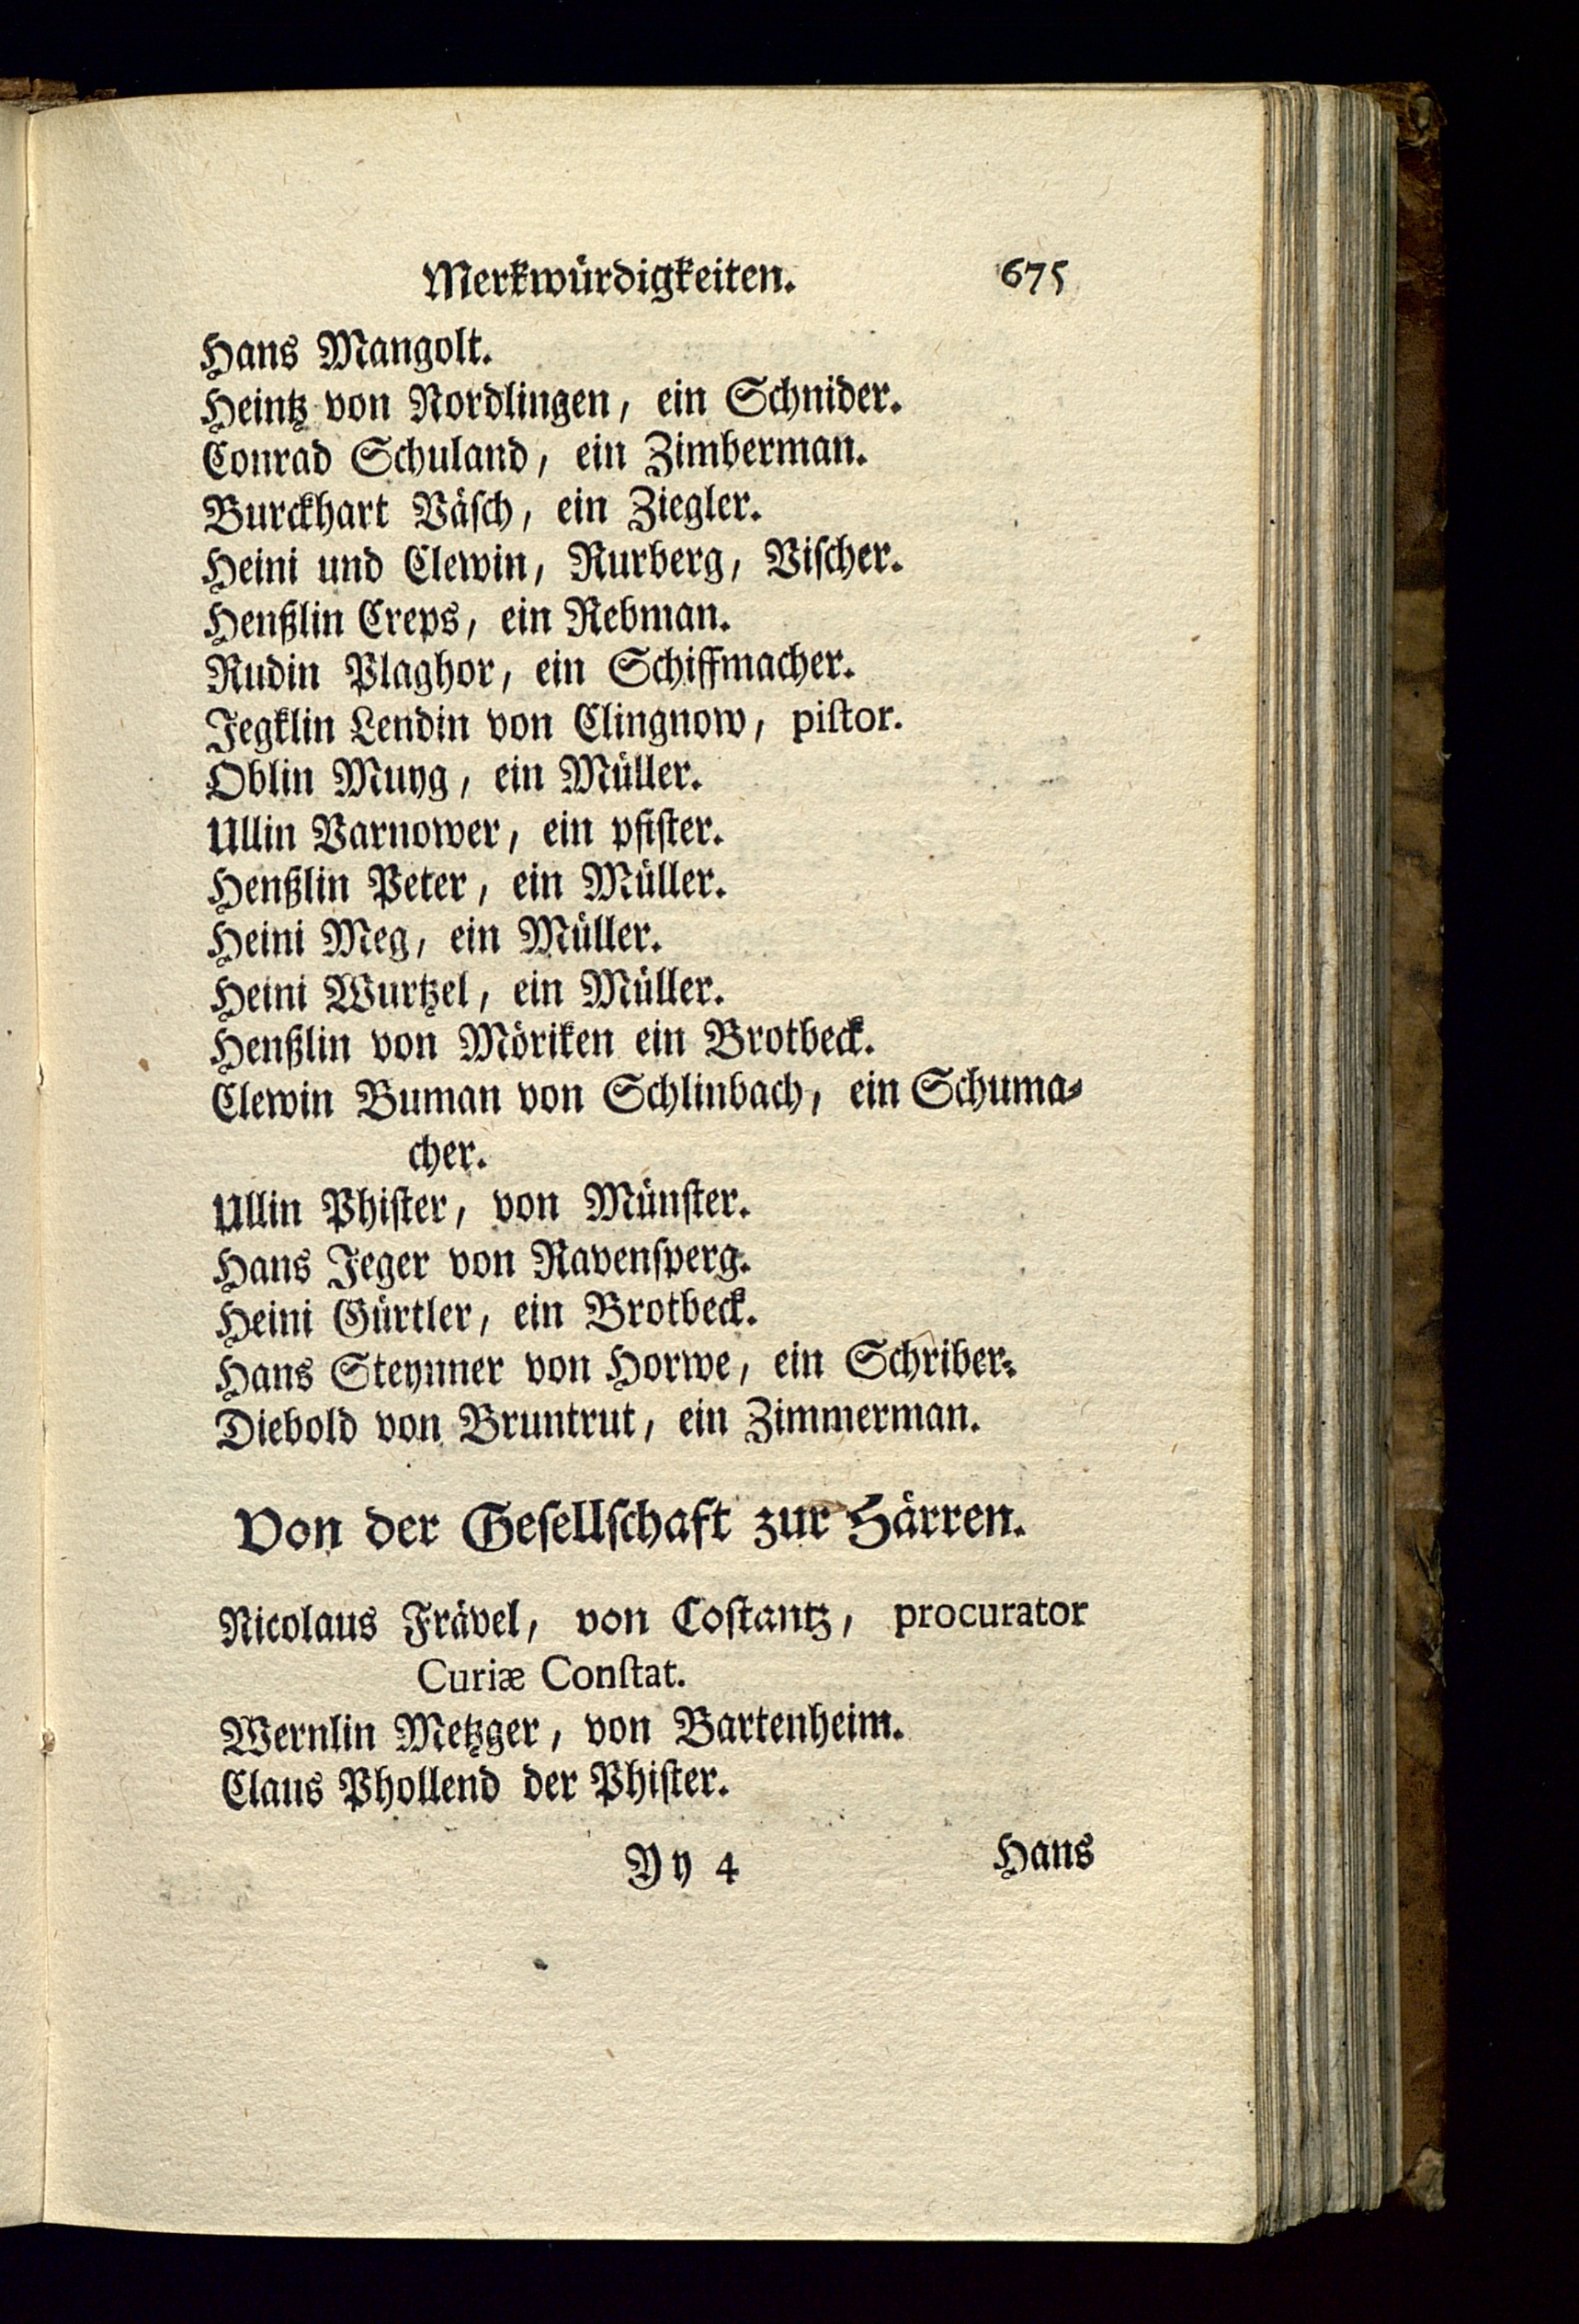 Merkwürdigkeiten. 675
Hans Mangolt.
Heintz von Nordlingen, ein Schnider.
Conrad Schuland, ein Zimberman.
Burckhart Väſch, ein Ziegler.
Heini und Clewin, Rurberg, Viſcher.
Henßlin Creps, ein Rebman.
Rudin Plaghor, ein Schiffmacher.
Jegklin Lendin von Clingnow, piſtor.
Oblin Muyg, ein Müller.
Ullin Varnower, ein pfiſter.
Henßlin Peter, ein Müller.
Heini Meg, ein Müller.
Heini Wurtzel, ein Müller.
Henßlin von Möriken ein Brotbeck.
Clewin Buman von Schlinbach, ein Schuma-
cher.
Ullin Phiſter, von Münſter.
Hans Jeger von Ravenſperg.
Heini Gürtler, ein Brotbeck.
Hans Steynner von Horwe, ein Schriber.
Diebold von Bruntrut, ein Zimmerman.
Von der Geſellſchaft zur Härren.
Nicolaus Frävel, von Coſtantz, procurator
Curiæ Conſtat.
Wernlin Metzger, von Bartenheim.
Claus Phollend der Phiſter.
Yy 4 Hans